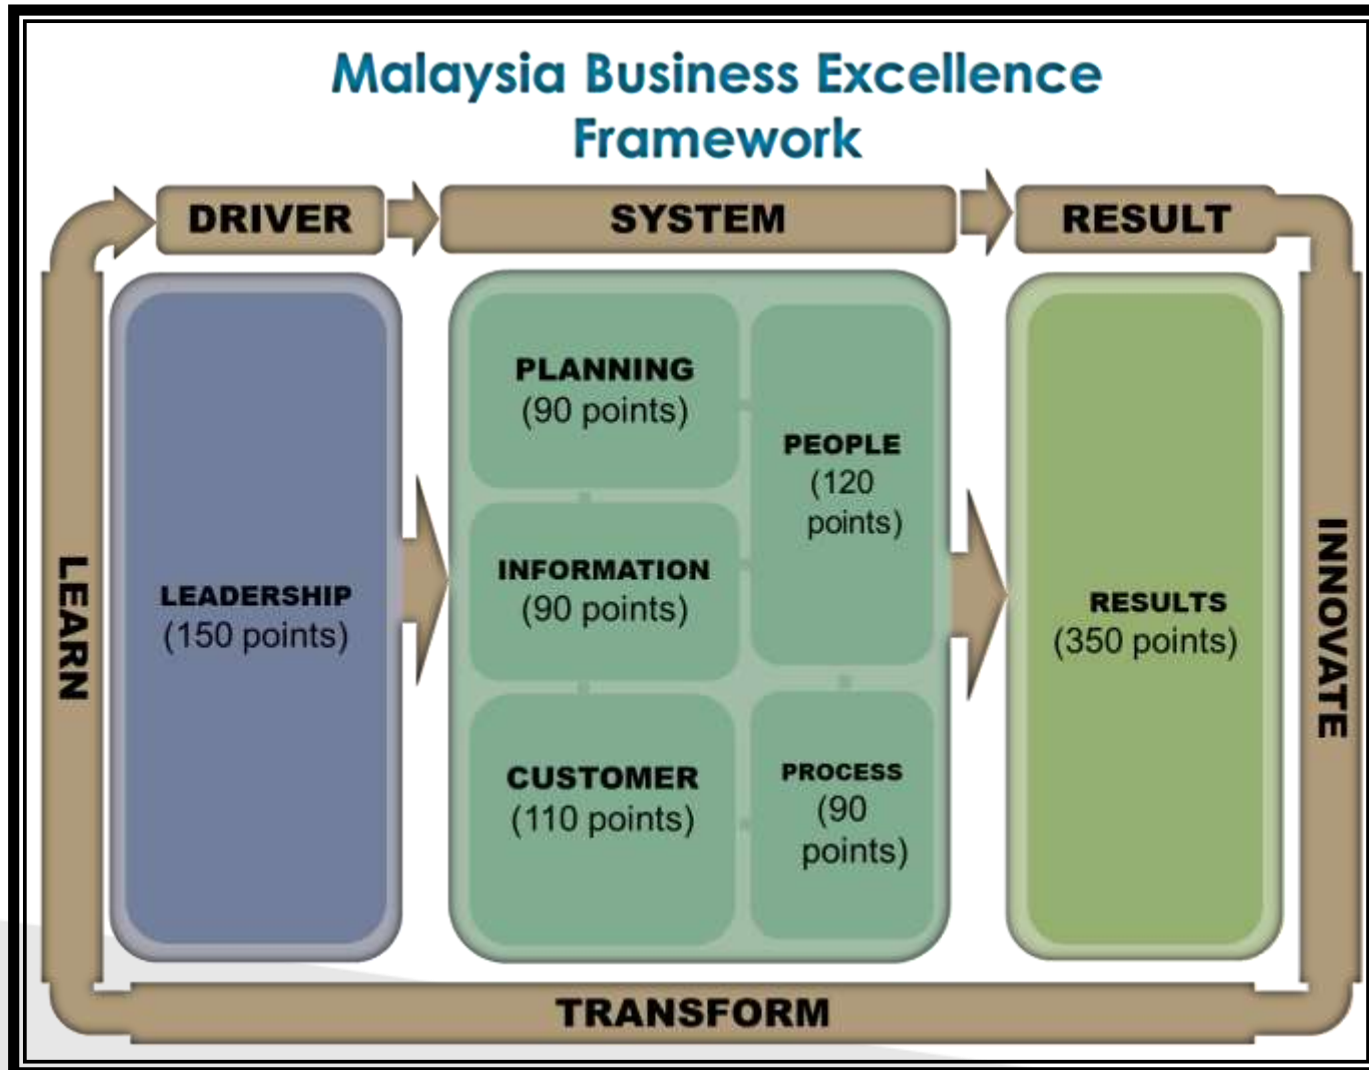 Malaysia Business Excellence
Framework
DRIVER
SYSTEM
RESULT
LEARN
LEADERSHIP
(150 points)
PLANNING
(90 points)
INFORMATION
(90 points)
CUSTOMER
(110 points)
PEOPLE
(120
points)
PROCESS
(90
points)
RESULTS
(350 points)
INNOVATE
TRANSFORM